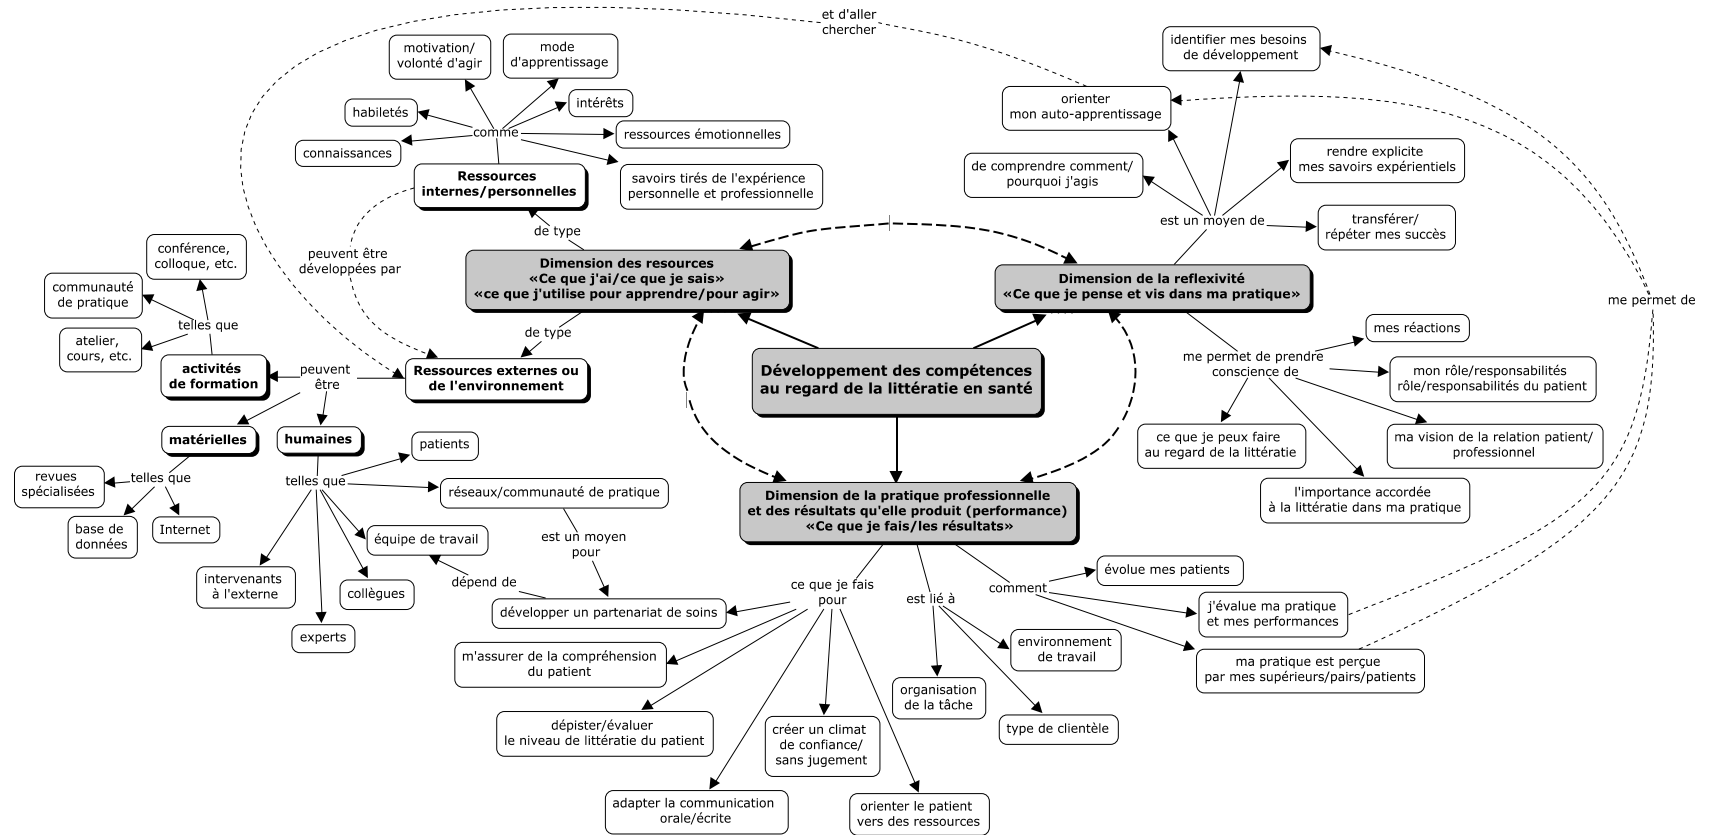 et d'aller
chercher
motivation/
volonté d'agir
mode
d'apprentissage
habiletés
intérêts
comme
ressources émotionnelles
connaissances
Ressources
internes/personnelles
savoirs tirés de l'expérience
personnelle et professionnelle
identifier mes besoins
de développement
orienter
mon auto-apprentissage
de comprendre comment/
pourquoi j'agis
rendre explicite
mes savoirs expérientiels
est un moyen de
transférer/
répéter mes succès
de type
peuvent être
développées par
Dimension des resources
«Ce que j'ai/ce que je sais»
«ce que j'utilise pour apprendre/pour agir»
Dimension de la reflexivité
«Ce que je pense et vis dans ma pratique»
me permet de
conférence,
colloque, etc.
communauté
de pratique
telles que
atelier,
cours, etc.
activités
de formation
peuvent
être
de type
Ressources externes ou
de l'environnement
Développement des compétences
au regard de la littératie en santé
mes réactions
me permet de prendre
conscience de
mon rôle/responsabilités
rôle/responsabilités du patient
ce que je peux faire
au regard de la littératie
ma vision de la relation patient/
professionnel
l'importance accordée
à la littératie dans ma pratique
matérielles
humaines
patients
revues
spécialisées
telles que
base de
données
Internet
telles que
réseaux/communauté de pratique
équipe de travail
est un moyen
pour
intervenants
à l'externe
collègues
experts
dépend de
développer un partenariat de soins
Dimension de la pratique professionnelle
et des résultats qu'elle produit (performance)
«Ce que je fais/les résultats»
ce que je fais
pour
est lié à
comment
évolue mes patients
j'évalue ma pratique
et mes performances
ma pratique est perçue
par mes supérieurs/pairs/patients
environnement
de travail
organisation
de la tâche
type de clientèle
m'assurer de la compréhension
du patient
dépister/évaluer
le niveau de littératie du patient
créer un climat
de confiance/
sans jugement
adapter la communication
orale/écrite
orienter le patient
vers des ressources